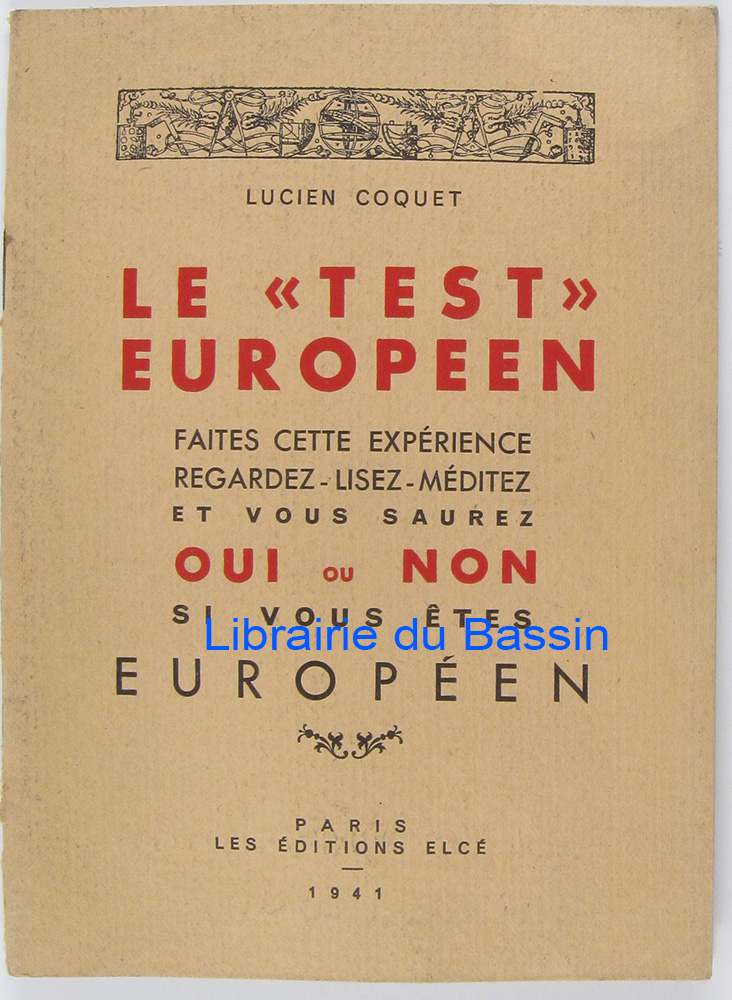 LUCIEN COQUET
LE « TEST »
EUROPEEN
FAITES CETTE EXPÉRIENCE
REGARDEZ - LISEZ - MÉDITEZ
ET VOUS SAUREZ
OUI OU NON
SI VOUS ÊTES
Librairie du Bassin
EUROPÉEN
PARIS
LES ÉDITIONS ELCÉ
1941